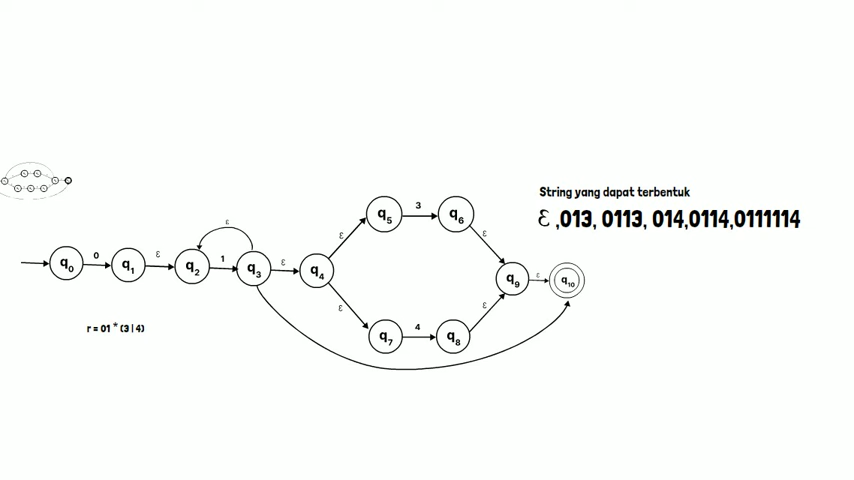 String yang dapat terbentuk
ε ,013, 0113, 014,0114,0111114
q0 0 q1 ε q2 1 q3 ε q4
ε
ε q5 3 q6 ε
ε q7 4 q8 ε
q9 ε q10
r = 01 * (3 | 4)